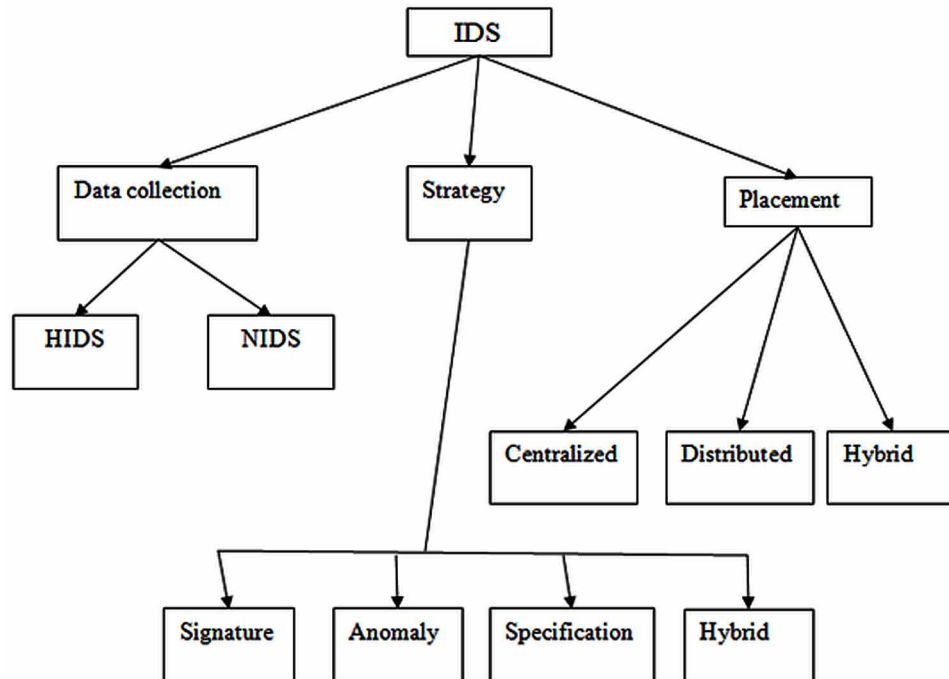 IDS
Data collection
Strategy
Placement
HIDS
NIDS
Centralized
Distributed
Hybrid
Signature
Anomaly
Specification
Hybrid